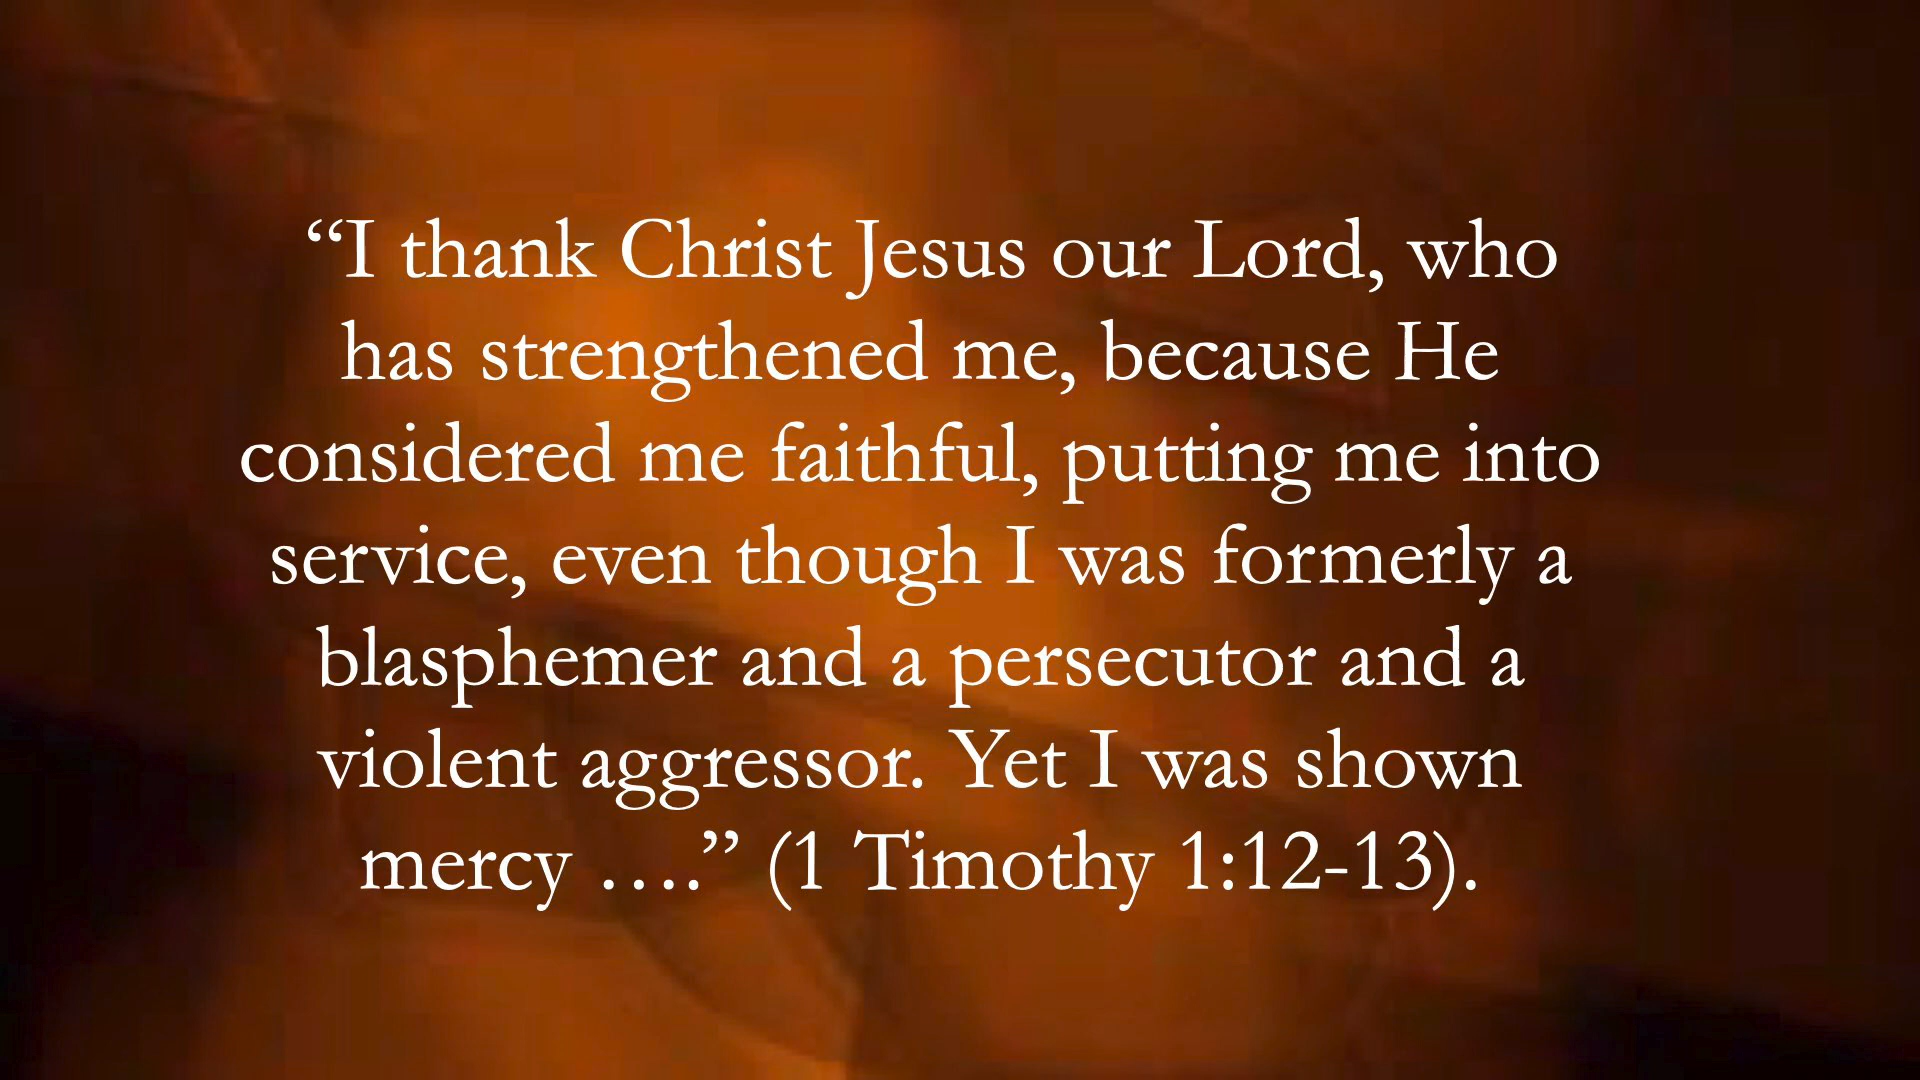 “I thank Christ Jesus our Lord, who
has strengthened me, because He
considered me faithful, putting me into
service, even though I was formerly a
blasphemer and a persecutor and a
violent aggressor. Yet I was shown
mercy ….” (1 Timothy 1:12-13).